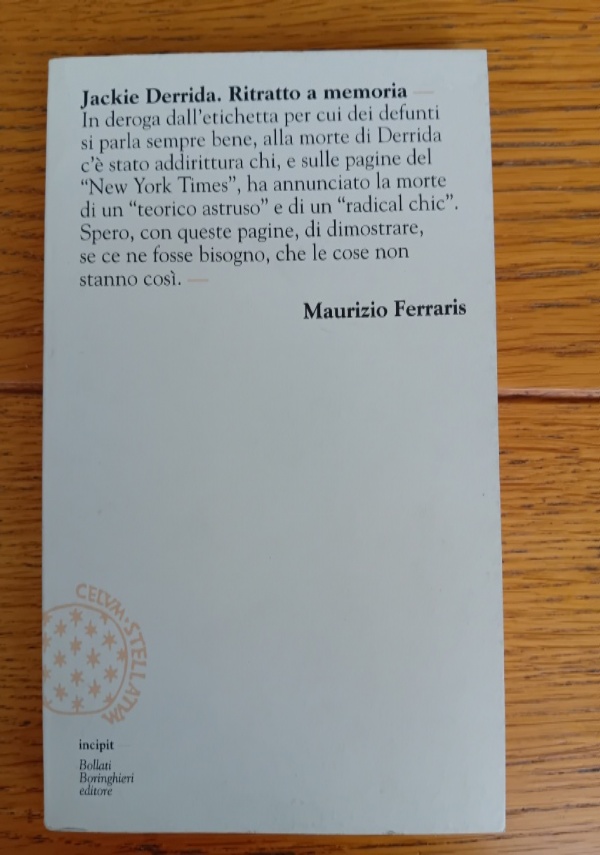 Jackie Derrida. Ritratto a memoria —
In deroga dall'etichetta per cui dei defunti
si parla sempre bene, alla morte di Derrida
c'è stato addirittura chi, e sulle pagine del
“New York Times”, ha annunciato la morte
di un “teorico astruso” e di un “radical chic”.
Spero, con queste pagine, di dimostrare,
se ce ne fosse bisogno, che le cose non
stanno così. —
Maurizio Ferraris
CELVM·STELLATVM
incipit —
Bollati
Boringhieri
editore